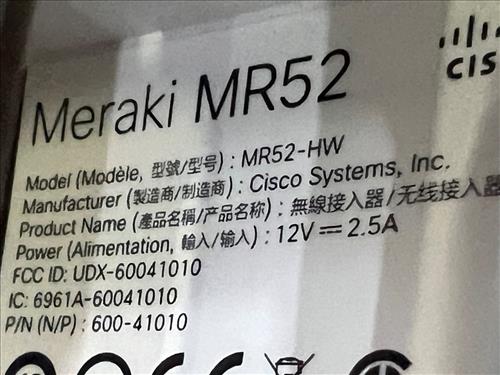 Meraki MR52
CIS
Model (Modèle, 型號/型号) : MR52-HW
Manufacturer (製造商/制造商) : Cisco Systems, Inc.
Product Name (產品名稱/产品名称) : 無線接入器/无线接入器
Power (Alimentation, 輸入/输入) : 12V⎓2.5A
FCC ID: UDX-60041010
IC: 6961A-60041010
P/N (N/P) : 600-41010